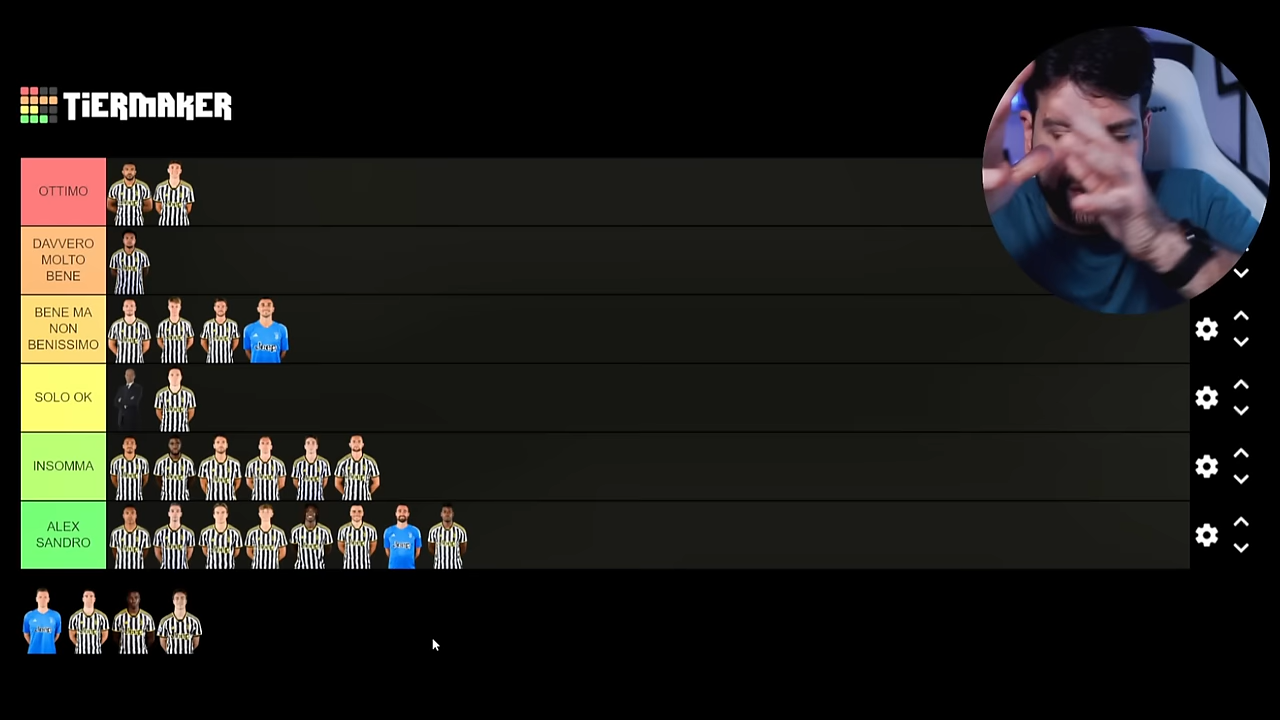 TiERMAKER
OTTIMO
DAVVERO
MOLTO
BENE
BENE MA
NON
BENISSIMO
SOLO OK
INSOMMA
ALEX
SANDRO